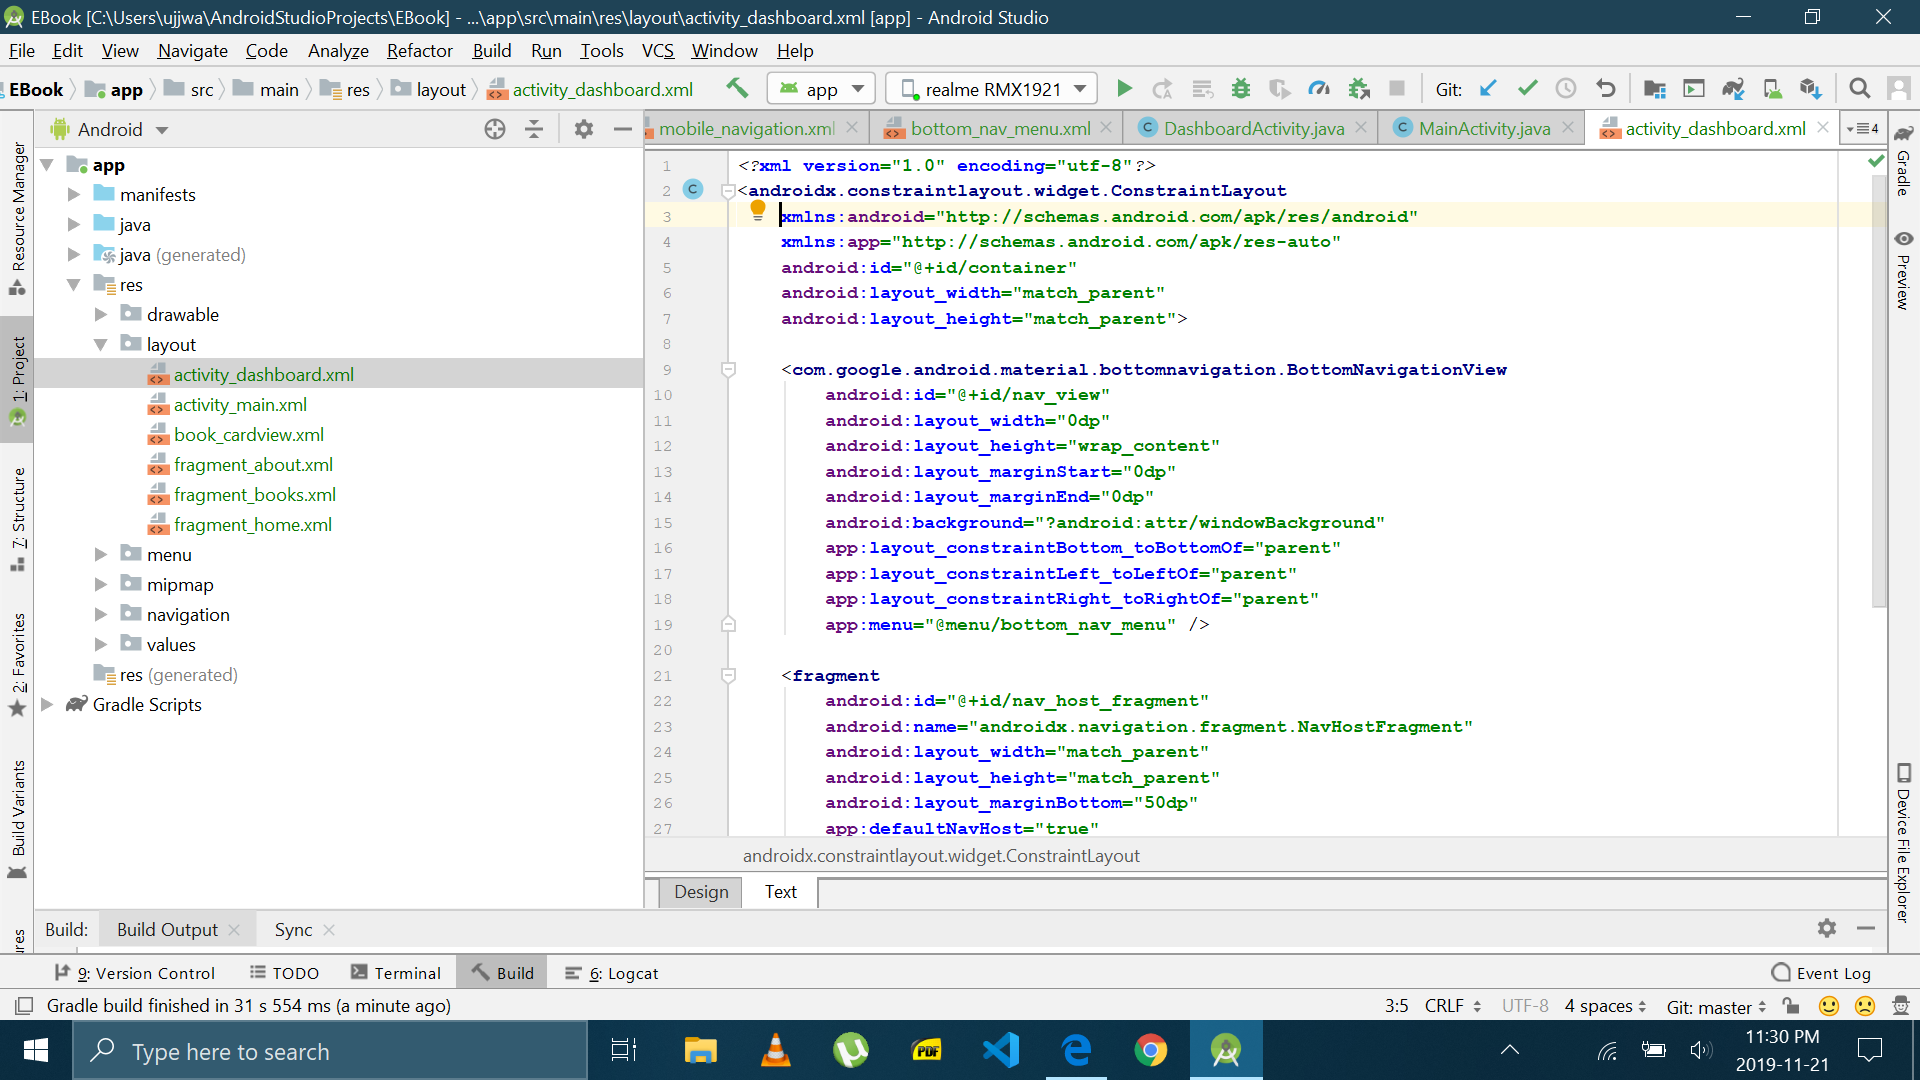 EBook [C:\Users\ujjwa\AndroidStudioProjects\EBook] - ...\app\src\main\res\layout\activity_dashboard.xml [app] - Android Studio
File Edit View Navigate Code Analyze Refactor Build Run Tools VCS Window Help
EBook app src main res layout activity_dashboard.xml app realme RMX1921 Git:
Android
mobile_navigation.xml bottom_nav_menu.xml DashboardActivity.java MainActivity.java activity_dashboard.xml 4
Resource Manager
1: Project
7: Structure
2: Favorites
Build Variants
app
manifests
java
java (generated)
res
drawable
layout
activity_dashboard.xml
activity_main.xml
book_cardview.xml
fragment_about.xml
fragment_books.xml
fragment_home.xml
menu
mipmap
navigation
values
res (generated)
Gradle Scripts
1 <?xml version="1.0" encoding="utf-8"?>
2 <androidx.constraintlayout.widget.ConstraintLayout
3 xmlns:android="http://schemas.android.com/apk/res/android"
4 xmlns:app="http://schemas.android.com/apk/res-auto"
5 android:id="@+id/container"
6 android:layout_width="match_parent"
7 android:layout_height="match_parent">
8
9 <com.google.android.material.bottomnavigation.BottomNavigationView
10 android:id="@+id/nav_view"
11 android:layout_width="0dp"
12 android:layout_height="wrap_content"
13 android:layout_marginStart="0dp"
14 android:layout_marginEnd="0dp"
15 android:background="?android:attr/windowBackground"
16 app:layout_constraintBottom_toBottomOf="parent"
17 app:layout_constraintLeft_toLeftOf="parent"
18 app:layout_constraintRight_toRightOf="parent"
19 app:menu="@menu/bottom_nav_menu" />
20
21 <fragment
22 android:id="@+id/nav_host_fragment"
23 android:name="androidx.navigation.fragment.NavHostFragment"
24 android:layout_width="match_parent"
25 android:layout_height="match_parent"
26 android:layout_marginBottom="50dp"
27 app:defaultNavHost="true"
androidx.constraintlayout.widget.ConstraintLayout
Design Text
Gradle
Preview
Device File Explorer
Build: Build Output Sync
9: Version Control TODO Terminal Build 6: Logcat Event Log
Gradle build finished in 31 s 554 ms (a minute ago) 3:5 CRLF UTF-8 4 spaces Git: master
Type here to search
PDF
11:30 PM
2019-11-21